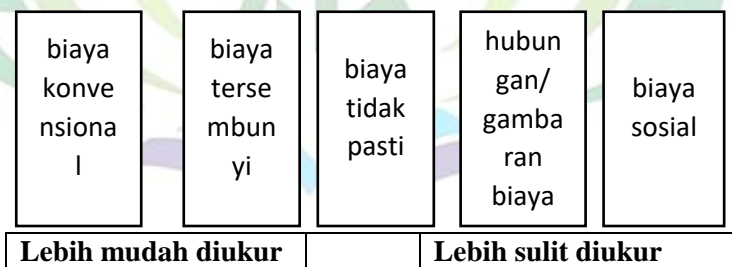 biaya
konve
nsiona
l
biaya
terse
mbun
yi
biaya
tidak
pasti
hubun
gan/
gamba
ran
biaya
biaya
sosial
Lebih mudah diukur
Lebih sulit diukur